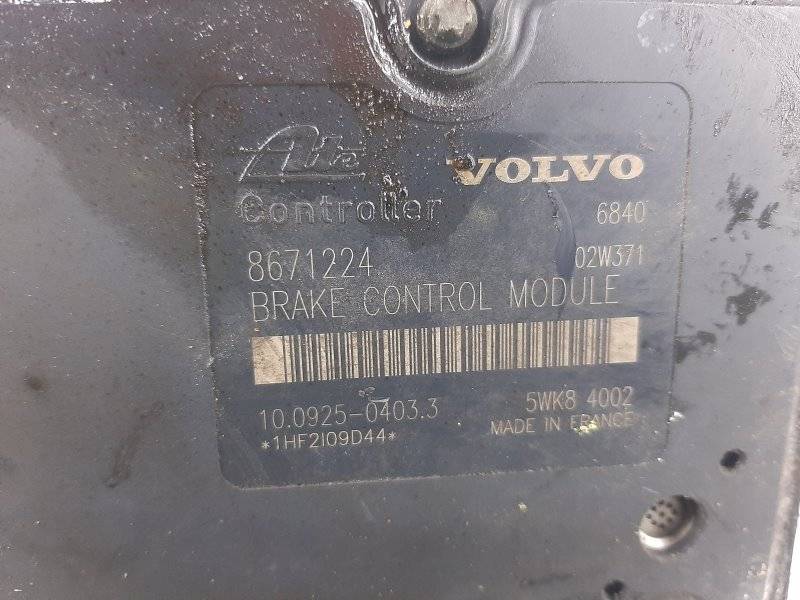 Ate VOLVO
Controller 6840
8671224 02W371
BRAKE CONTROL MODULE
10.0925-0403.3 5WK8 4002
*1HF2I09D44* MADE IN FRANCE